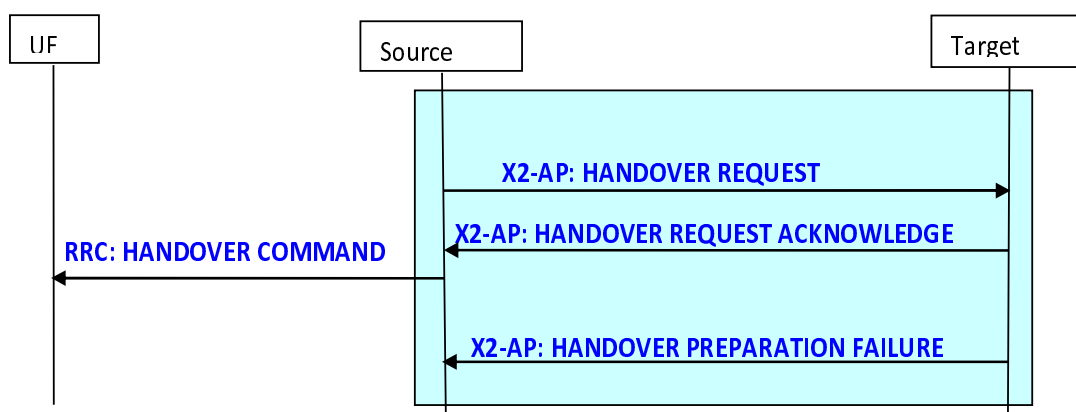 UE
Source
Target
X2-AP: HANDOVER REQUEST
X2-AP: HANDOVER REQUEST ACKNOWLEDGE
RRC: HANDOVER COMMAND
X2-AP: HANDOVER PREPARATION FAILURE